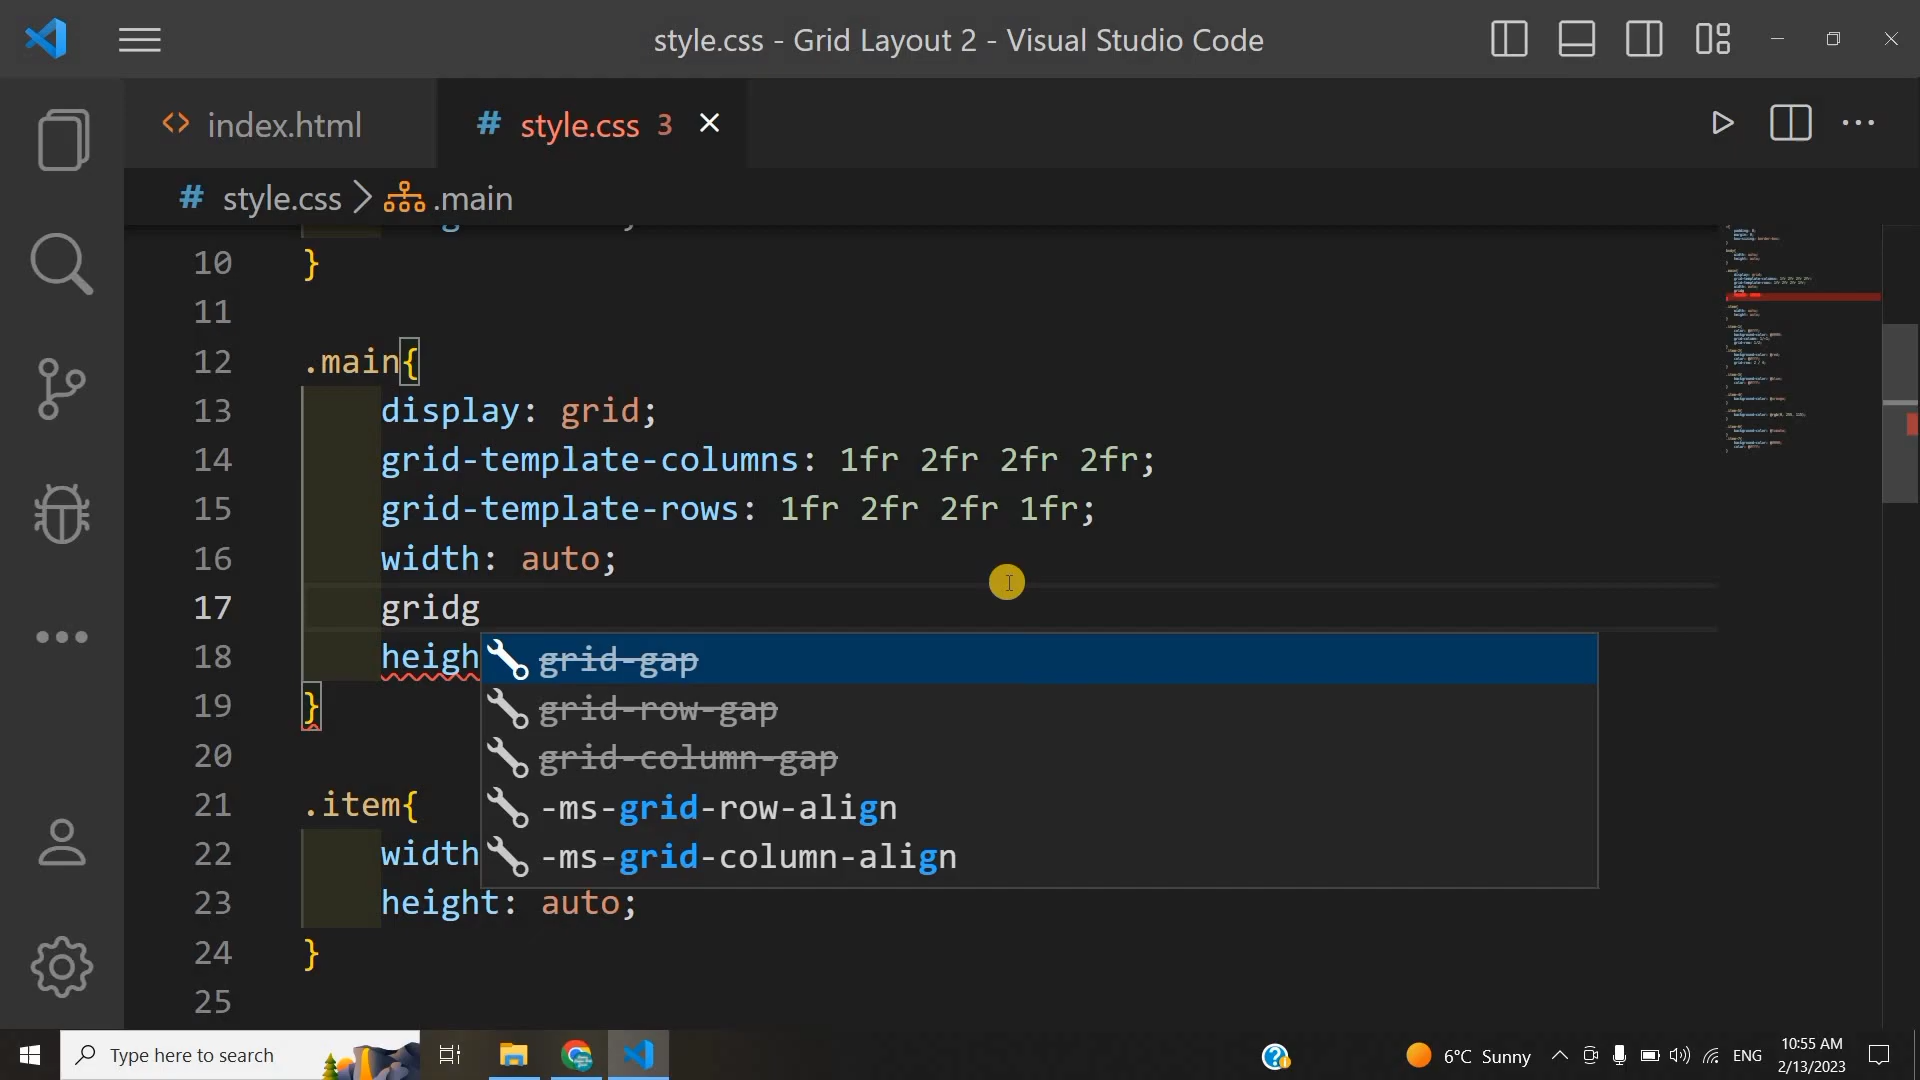 style.css - Grid Layout 2 - Visual Studio Code
index.html
# style.css 3
# style.css > .main
10 }
11
12 .main{
13 display: grid;
14 grid-template-columns: 1fr 2fr 2fr 2fr;
15 grid-template-rows: 1fr 2fr 2fr 1fr;
16 width: auto;
17 gridg
18 heigh
grid-gap
grid-row-gap
19 }
grid-column-gap
20
21 .item{
-ms-grid-row-align
22 width
-ms-grid-column-align
23 height: auto;
24 }
25
Type here to search
6°C Sunny
ENG
10:55 AM
2/13/2023